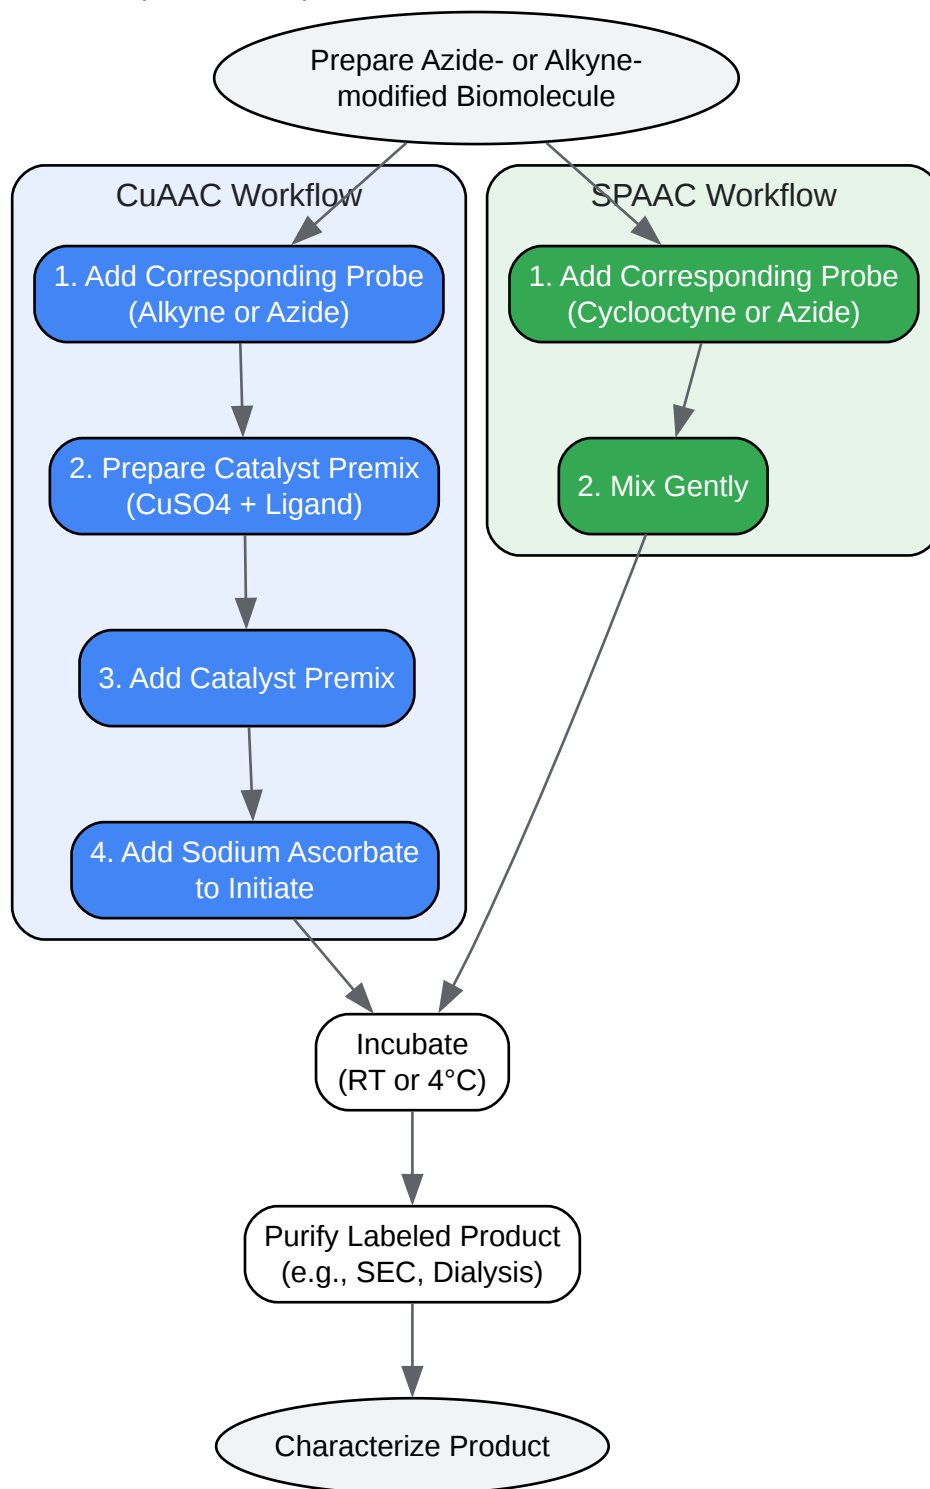 Prepare Azide- or Alkyne-
modified Biomolecule
CuAAC Workflow
1. Add Corresponding Probe
(Alkyne or Azide)
2. Prepare Catalyst Premix
(CuSO4 + Ligand)
3. Add Catalyst Premix
4. Add Sodium Ascorbate
to Initiate
SPAAC Workflow
1. Add Corresponding Probe
(Cyclooctyne or Azide)
2. Mix Gently
Incubate
(RT or 4°C)
Purify Labeled Product
(e.g., SEC, Dialysis)
Characterize Product